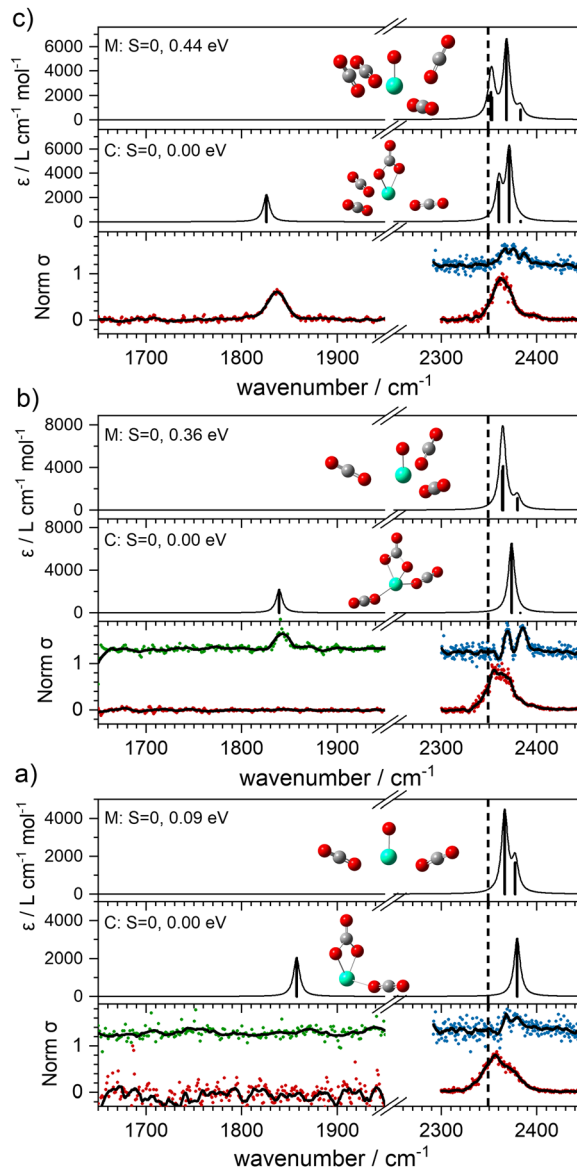 c)
M: S=0, 0.44 eV
6000
4000
2000
0
ε / L cm⁻¹ mol⁻¹
C: S=0, 0.00 eV
6000
4000
2000
0
Norm σ
1
0
1700 1800 1900 2300 2400
wavenumber / cm⁻¹
b)
M: S=0, 0.36 eV
8000
4000
0
ε / L cm⁻¹ mol⁻¹
C: S=0, 0.00 eV
8000
4000
0
Norm σ
1
0
1700 1800 1900 2300 2400
wavenumber / cm⁻¹
a)
M: S=0, 0.09 eV
4000
2000
0
ε / L cm⁻¹ mol⁻¹
C: S=0, 0.00 eV
4000
2000
0
Norm σ
1
0
1700 1800 1900 2300 2400
wavenumber / cm⁻¹